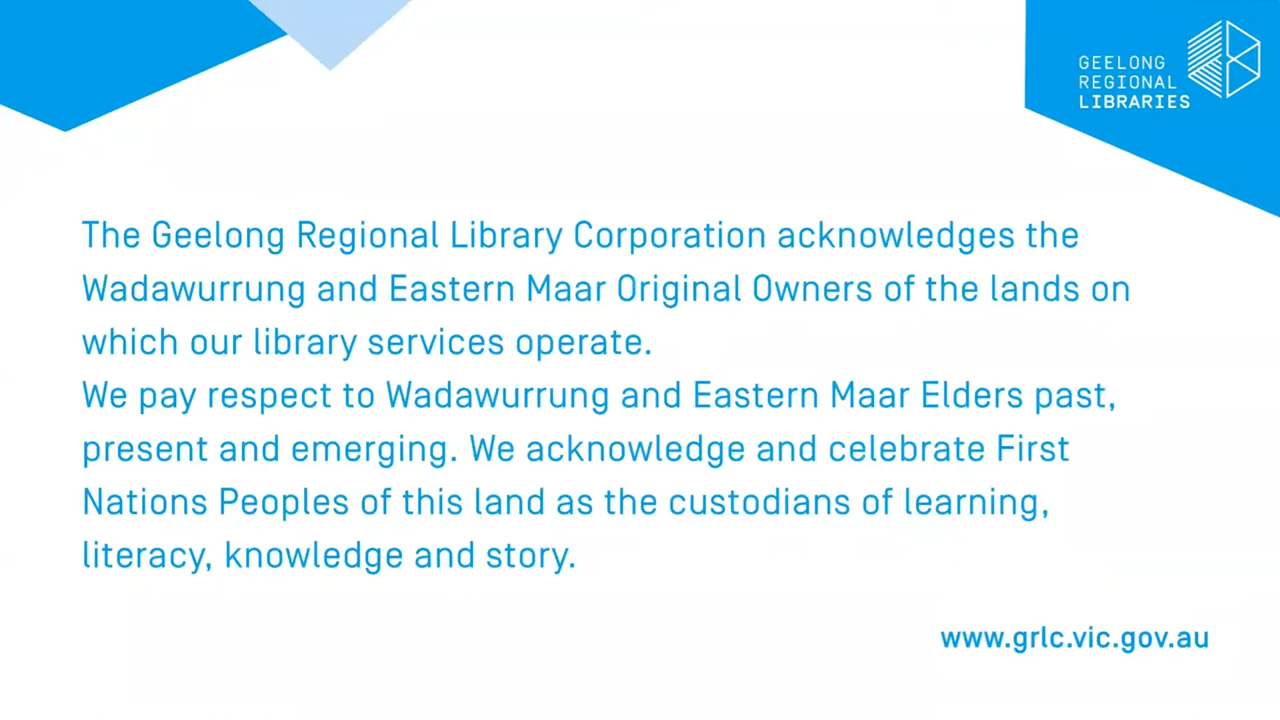 GEELONG
REGIONAL
LIBRARIES
The Geelong Regional Library Corporation acknowledges the
Wadawurrung and Eastern Maar Original Owners of the lands on
which our library services operate.
We pay respect to Wadawurrung and Eastern Maar Elders past,
present and emerging. We acknowledge and celebrate First
Nations Peoples of this land as the custodians of learning,
literacy, knowledge and story.
www.grlc.vic.gov.au